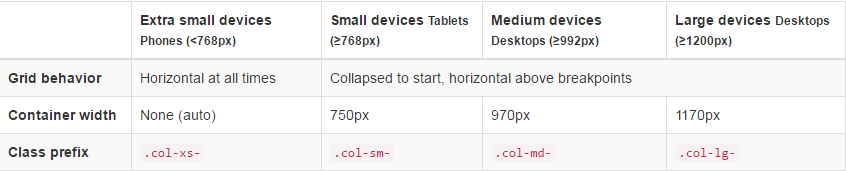 Extra small devices Small devices Tablets Medium devices Large devices Desktops
Phones (<768px) (≥768px) Desktops (≥992px) (≥1200px)
Grid behavior Horizontal at all times Collapsed to start, horizontal above breakpoints
Container width None (auto) 750px 970px 1170px
Class prefix .col-xs- .col-sm- .col-md- .col-lg-